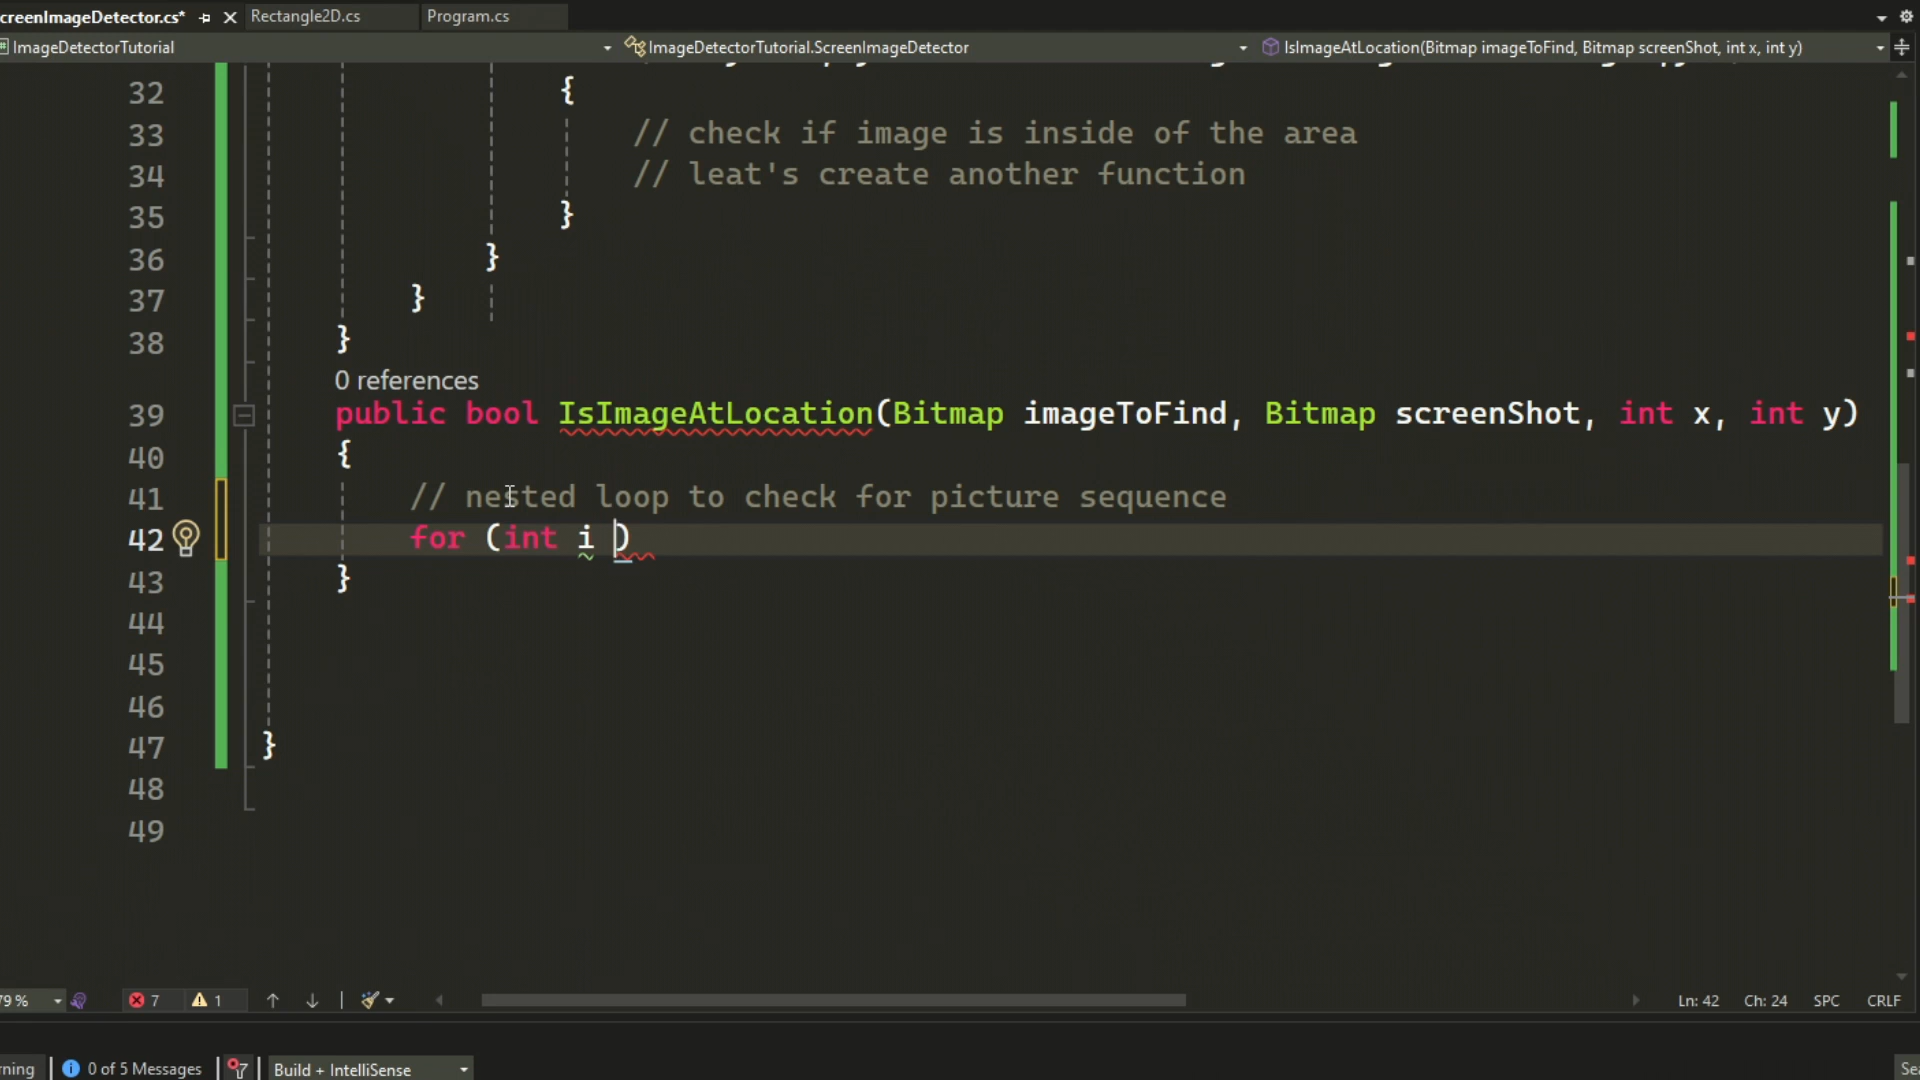 creenImageDetector.cs* Rectangle2D.cs Program.cs
ImageDetectorTutorial ImageDetectorTutorial.ScreenImageDetector IsImageAtLocation(Bitmap imageToFind, Bitmap screenShot, int x, int y)
32 {
33 // check if image is inside of the area
34 // leat's create another function
35 }
36 }
37 }
38 }
0 references
39 public bool IsImageAtLocation(Bitmap imageToFind, Bitmap screenShot, int x, int y)
40 {
41 // nested loop to check for picture sequence
42 for (int i )
43 }
44
45
46
47 }
48
49
79 % 7 1 Ln: 42 Ch: 24 SPC CRLF
rning 0 of 5 Messages Build + IntelliSense Sea